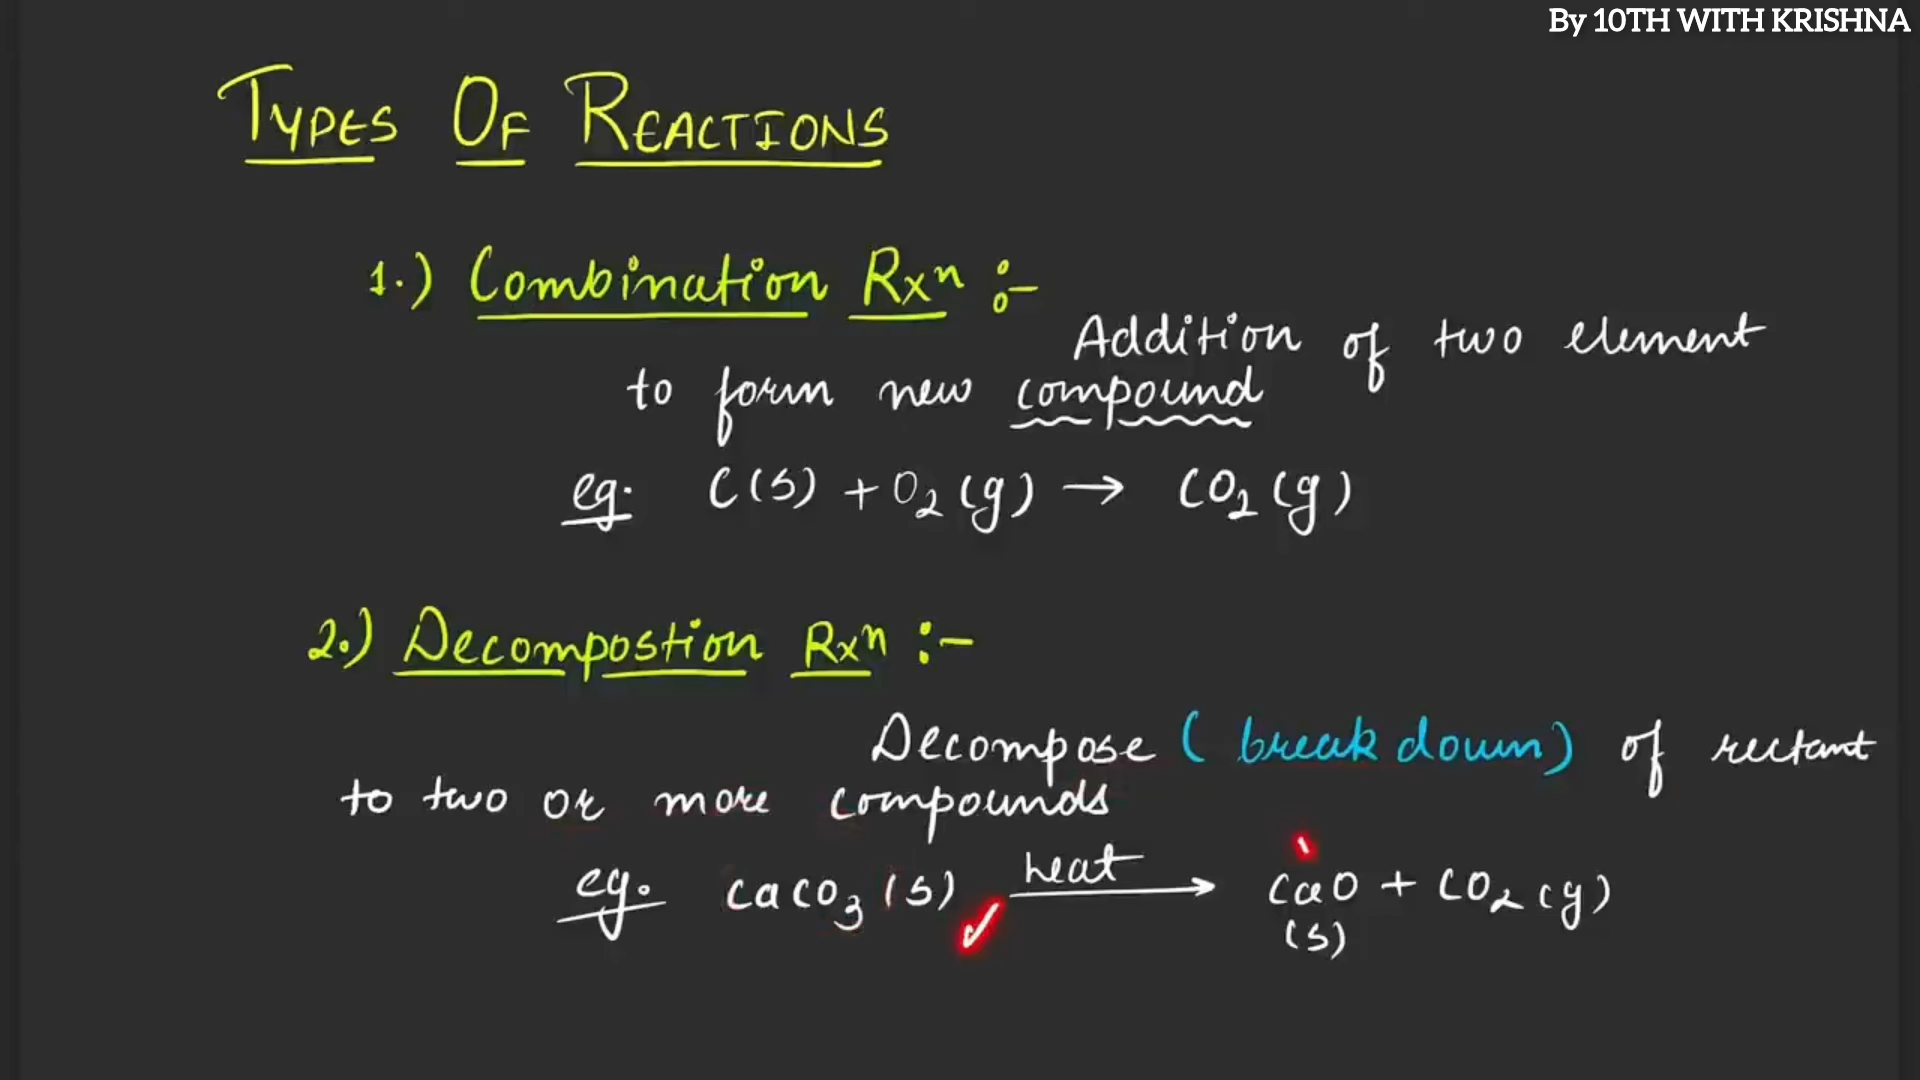 By 10TH WITH KRISHNA
TYPES OF REACTIONS
1.) Combination Rxn :-
Addition of two element
to form new compound
eg. C(s) + O₂(g) → CO₂(g)
2.) Decompostion Rxn :-
Decompose (break down) of rectant
to two or more compounds
eg. CaCO₃(s) heat→ CaO + CO₂(g)
(s)